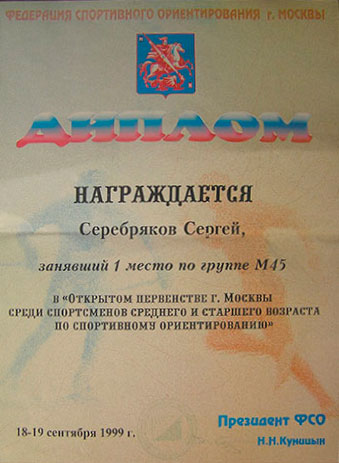 ФЕДЕРАЦИЯ СПОРТИВНОГО ОРИЕНТИРОВАНИЯ г. МОСКВЫ
ДИПЛОМ
НАГРАЖДАЕТСЯ
Серебряков Сергей,
занявший 1 место по группе М45
в «Открытом первенстве г. Москвы
среди спортсменов среднего и старшего возраста
по спортивному ориентированию»
18-19 сентября 1999 г.
Президент ФСО
Н.Н.Куницын